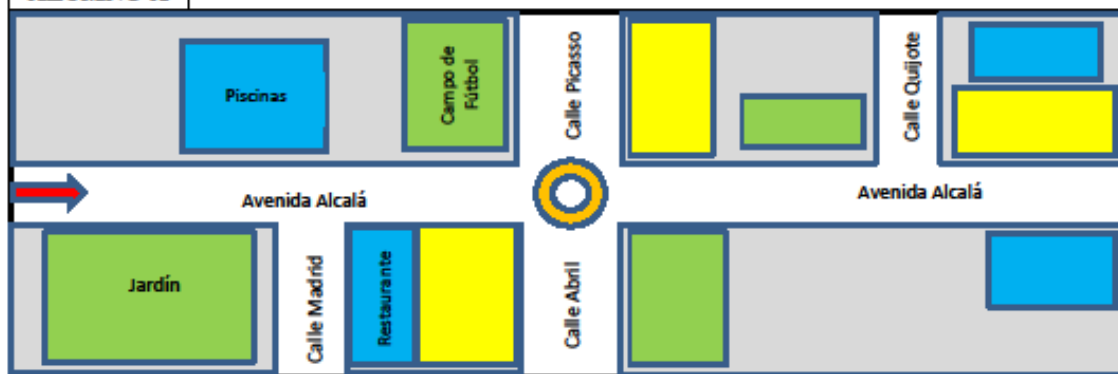 Piscinas
Campo de
Fútbol
Calle Picasso
Calle Quijote
Avenida Alcalá
Avenida Alcalá
Jardín
Calle Madrid
Restaurante
Calle Abril